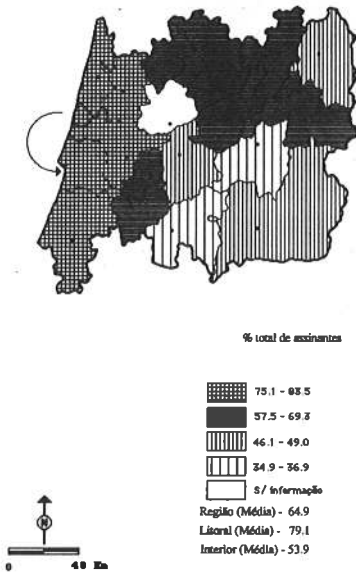 % total de assinantes
75.1 - 83.5
57.5 - 69.3
46.1 - 49.0
34.9 - 36.9
S/ informação
Região (Média) - 64.9
Litoral (Média) - 79.1
Interior (Média) - 53.9
N
0 40 Km